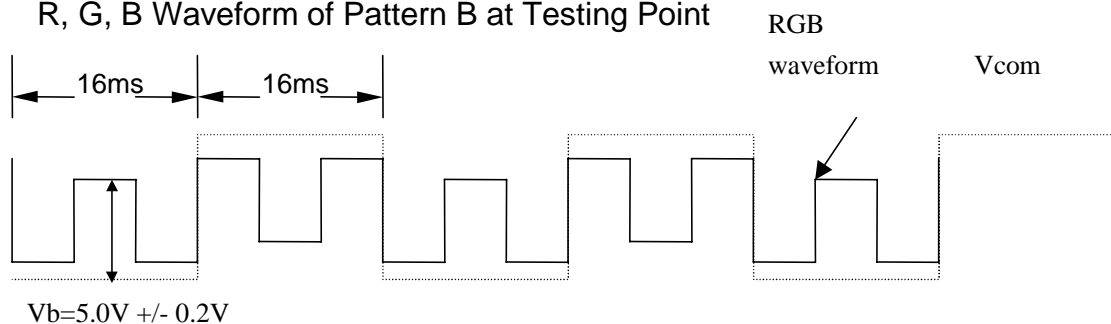 R, G, B Waveform of Pattern B at Testing Point
RGB
waveform
Vcom
16ms
16ms
Vb=5.0V +/- 0.2V